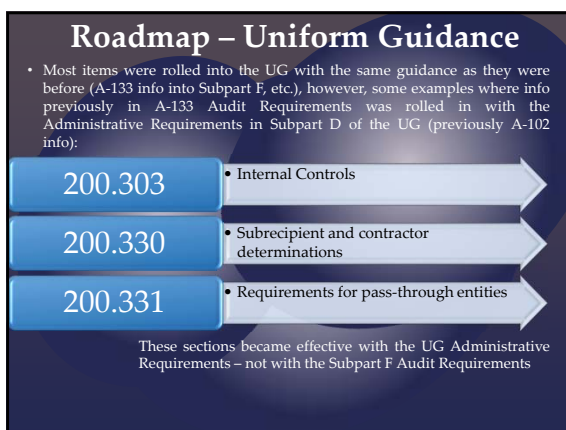 Roadmap – Uniform Guidance
• Most items were rolled into the UG with the same guidance as they were
before (A-133 info into Subpart F, etc.), however, some examples where info
previously in A-133 Audit Requirements was rolled in with the
Administrative Requirements in Subpart D of the UG (previously A-102
info):
200.303
• Internal Controls
200.330
• Subrecipient and contractor
determinations
200.331
• Requirements for pass-through entities
These sections became effective with the UG Administrative
Requirements – not with the Subpart F Audit Requirements